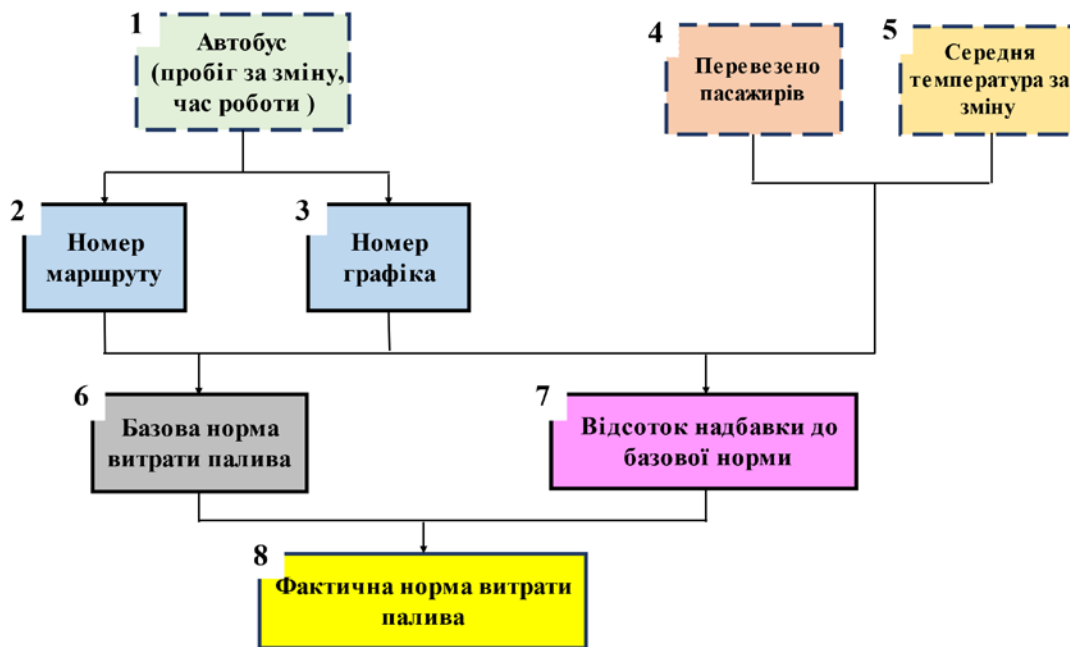 1
Автобус
(пробіг за зміну,
час роботи )
4
Перевезено
пасажирів
5
Середня
температура за
зміну
2
Номер
маршруту
3
Номер
графіка
6
Базова норма
витрати палива
7
Відсоток надбавки до
базової норми
8
Фактична норма витрати
палива